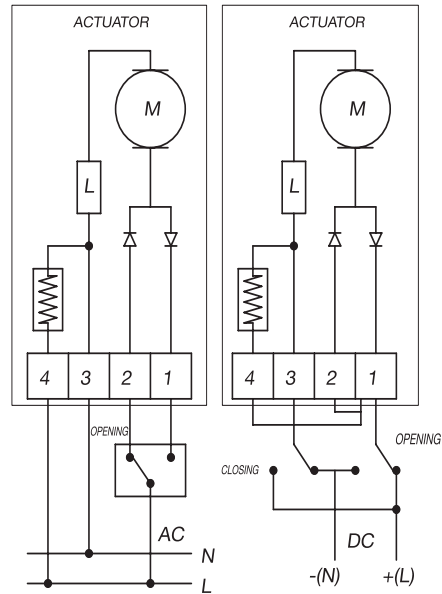 ACTUATOR
M
L
4 3 2 1
OPENING
AC
N
L
ACTUATOR
M
L
4 3 2 1
OPENING
CLOSING
DC
-(N) +(L)